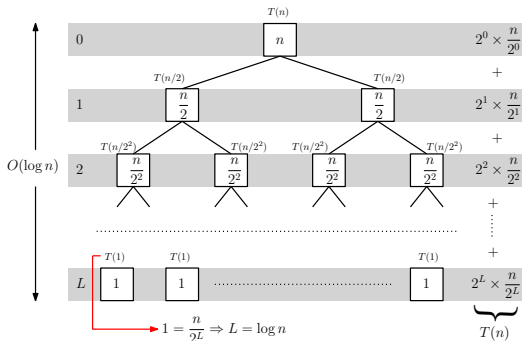 T(n)
0 n 2^0 × n/2^0
+
T(n/2) T(n/2)
1 n/2 n/2 2^1 × n/2^1
+
T(n/2^2) T(n/2^2) T(n/2^2) T(n/2^2)
O(log n) 2 n/2^2 n/2^2 n/2^2 n/2^2 2^2 × n/2^2
+
+
T(1) T(1) T(1)
L 1 1 1 2^L × n/2^L
1 = n/2^L ⇒ L = log n T(n)